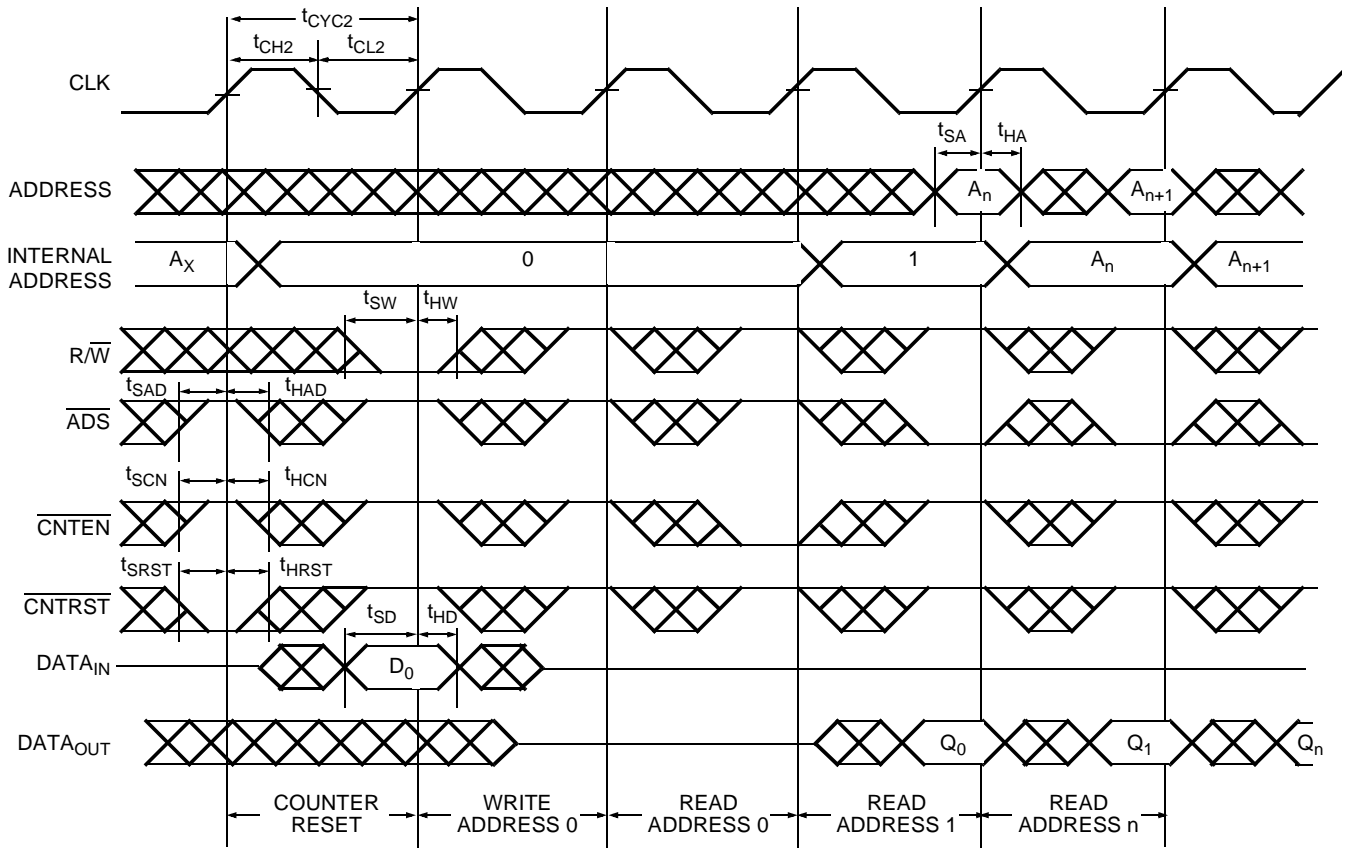 tCYC2
tCH2 tCL2
CLK
tSA tHA
ADDRESS An An+1
INTERNAL ADDRESS AX 0 1 An An+1
tSW tHW
R/W
tSAD tHAD
ADS
tSCN tHCN
CNTEN
tSRST tHRST
CNTRST
tSD tHD
DATAIN D0
DATAOUT Q0 Q1 Qn
COUNTER RESET WRITE ADDRESS 0 READ ADDRESS 0 READ ADDRESS 1 READ ADDRESS n